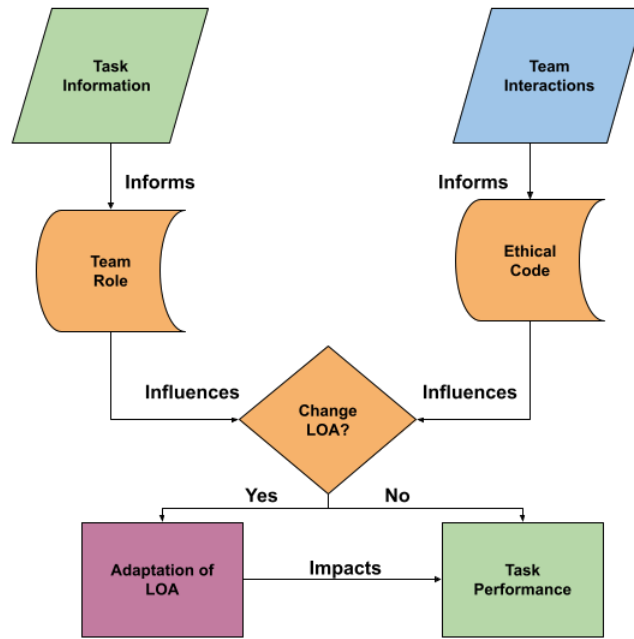 Task
Information
Team
Interactions
Informs
Informs
Team
Role
Ethical
Code
Influences
Influences
Change
LOA?
Yes
No
Adaptation of
LOA
Impacts
Task
Performance